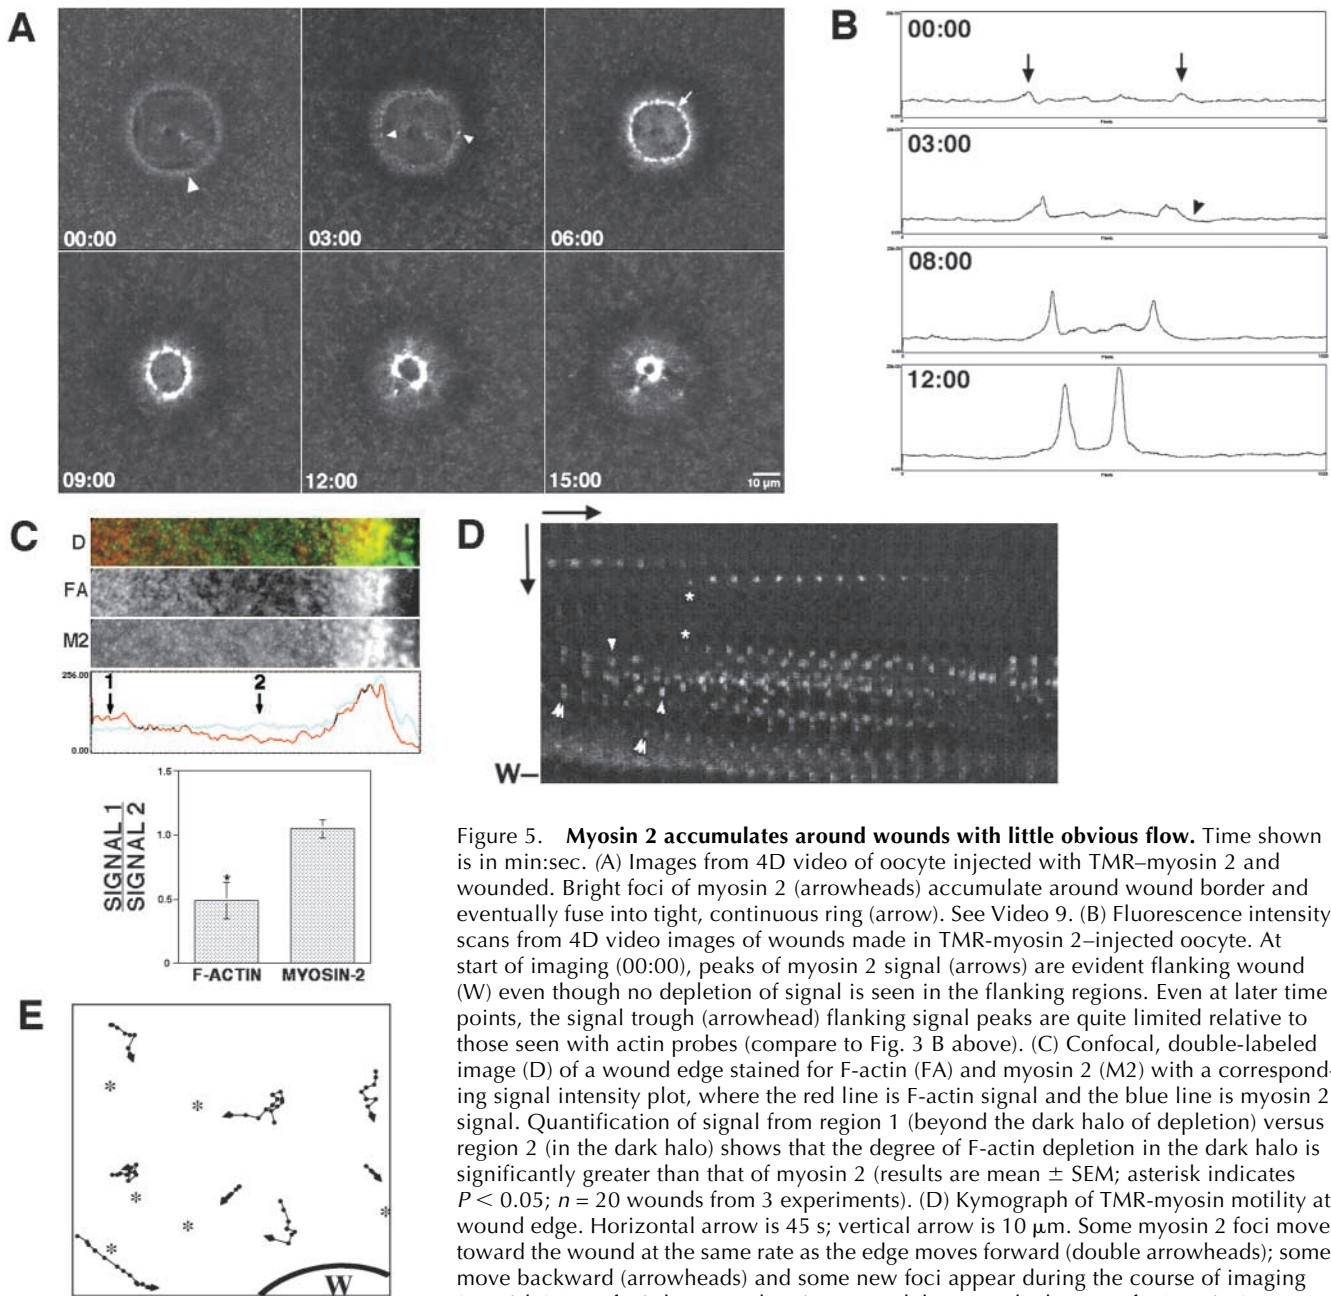 A
00:00
03:00
06:00
09:00
12:00
15:00
10 μm
B
00:00
Pixels
03:00
Pixels
08:00
Pixels
12:00
Pixels
C
D
FA
M2
256.00
0.00
1
2
1.5
1.0
0.5
0
SIGNAL 1
SIGNAL 2
*
F-ACTIN MYOSIN-2
D
*
*
W
E
*
*
*
*
*
*
W
Figure 5. Myosin 2 accumulates around wounds with little obvious flow. Time shown
is in min:sec. (A) Images from 4D video of oocyte injected with TMR–myosin 2 and
wounded. Bright foci of myosin 2 (arrowheads) accumulate around wound border and
eventually fuse into tight, continuous ring (arrow). See Video 9. (B) Fluorescence intensity
scans from 4D video images of wounds made in TMR-myosin 2–injected oocyte. At
start of imaging (00:00), peaks of myosin 2 signal (arrows) are evident flanking wound
(W) even though no depletion of signal is seen in the flanking regions. Even at later time
points, the signal trough (arrowhead) flanking signal peaks are quite limited relative to
those seen with actin probes (compare to Fig. 3 B above). (C) Confocal, double-labeled
image (D) of a wound edge stained for F-actin (FA) and myosin 2 (M2) with a correspond-
ing signal intensity plot, where the red line is F-actin signal and the blue line is myosin 2
signal. Quantification of signal from region 1 (beyond the dark halo of depletion) versus
region 2 (in the dark halo) shows that the degree of F-actin depletion in the dark halo is
significantly greater than that of myosin 2 (results are mean ± SEM; asterisk indicates
P < 0.05; n = 20 wounds from 3 experiments). (D) Kymograph of TMR-myosin motility at
wound edge. Horizontal arrow is 45 s; vertical arrow is 10 μm. Some myosin 2 foci move
toward the wound at the same rate as the edge moves forward (double arrowheads); some
move backward (arrowheads) and some new foci appear during the course of imaging